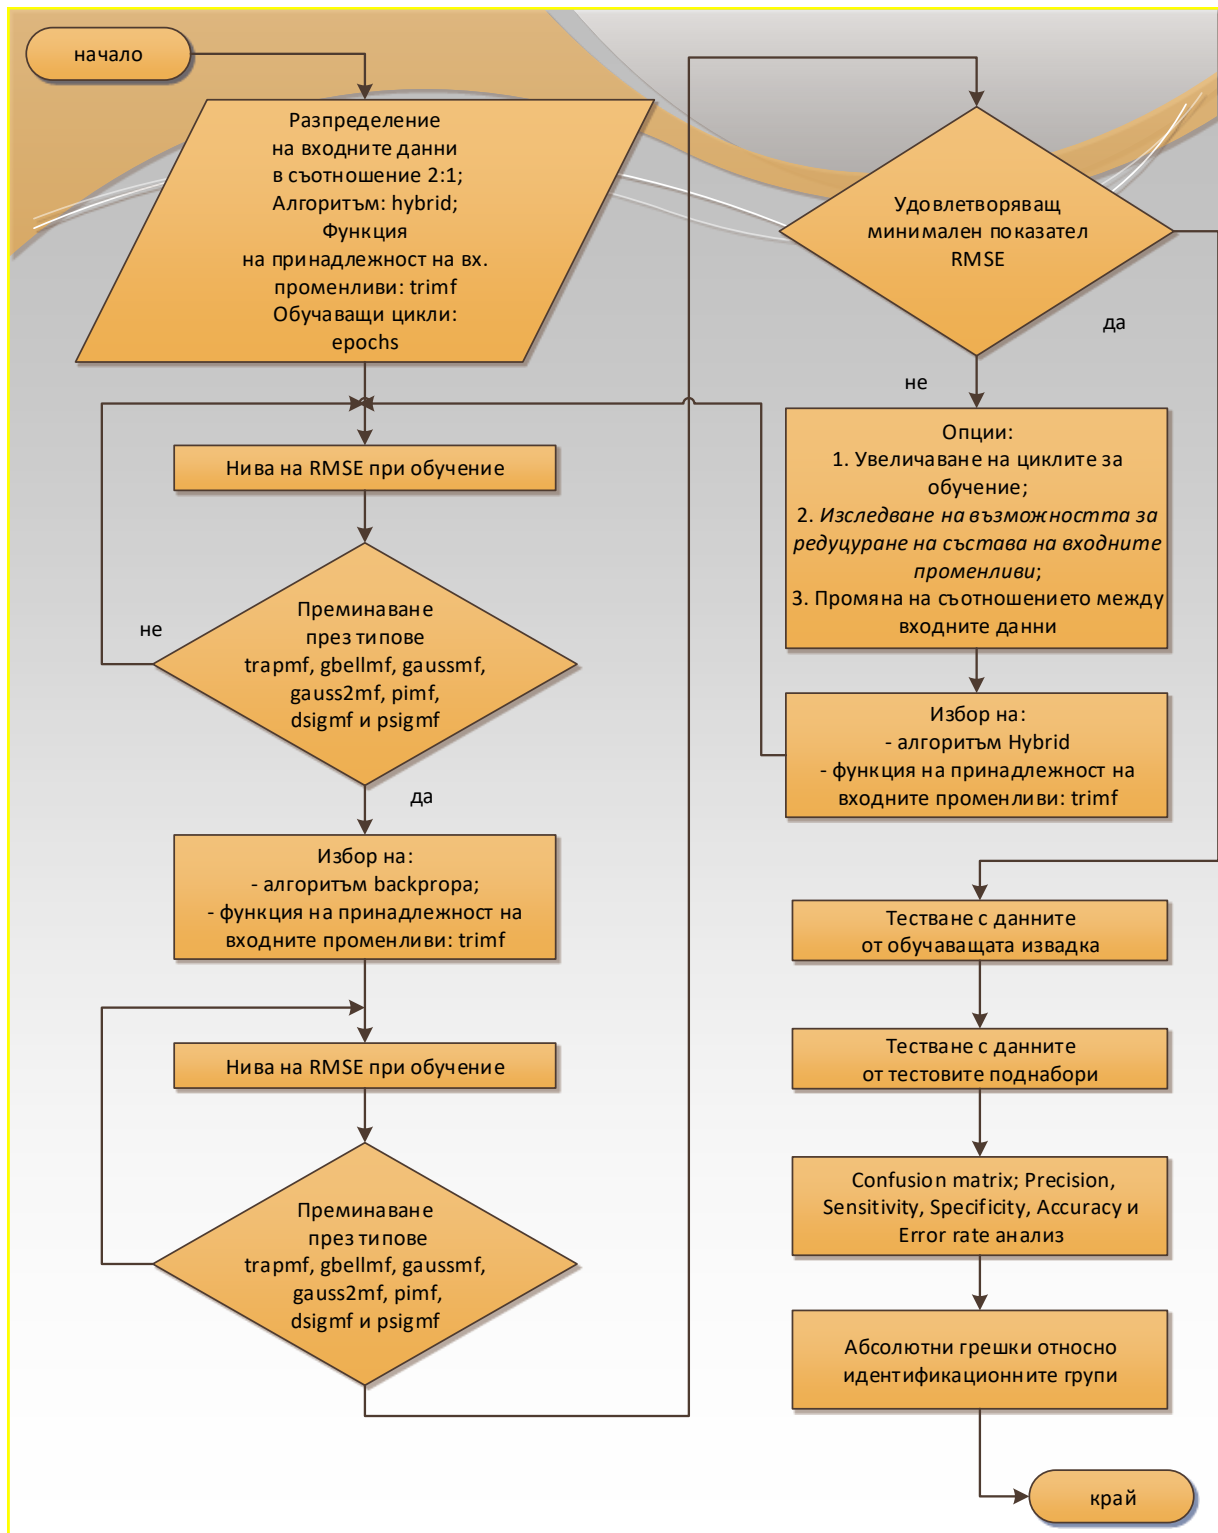 начало
Разпределение
на входните данни
в съотношение 2:1;
Алгоритъм: hybrid;
Функция
на принадлежност на вх.
променливи: trimf
Обучаващи цикли:
epochs
Нива на RMSE при обучение
Преминаване
през типове
trapmf, gbellmf, gaussmf,
gauss2mf, pimf,
dsigmf и psigmf
не
да
Избор на:
- алгоритъм backpropa;
- функция на принадлежност на
входните променливи: trimf
Нива на RMSE при обучение
Преминаване
през типове
trapmf, gbellmf, gaussmf,
gauss2mf, pimf,
dsigmf и psigmf
Удовлетворяващ
минимален показател
RMSE
да
не
Опции:
1. Увеличаване на циклите за
обучение;
2. Изследване на възможността за
редуцуране на състава на входните
променливи;
3. Промяна на съотношението между
входните данни
Избор на:
- алгоритъм Hybrid
- функция на принадлежност на
входните променливи: trimf
Тестване с данните
от обучаващата извадка
Тестване с данните
от тестовите поднабори
Confusion matrix; Precision,
Sensitivity, Specificity, Accuracy и
Error rate анализ
Абсолютни грешки относно
идентификационните групи
край